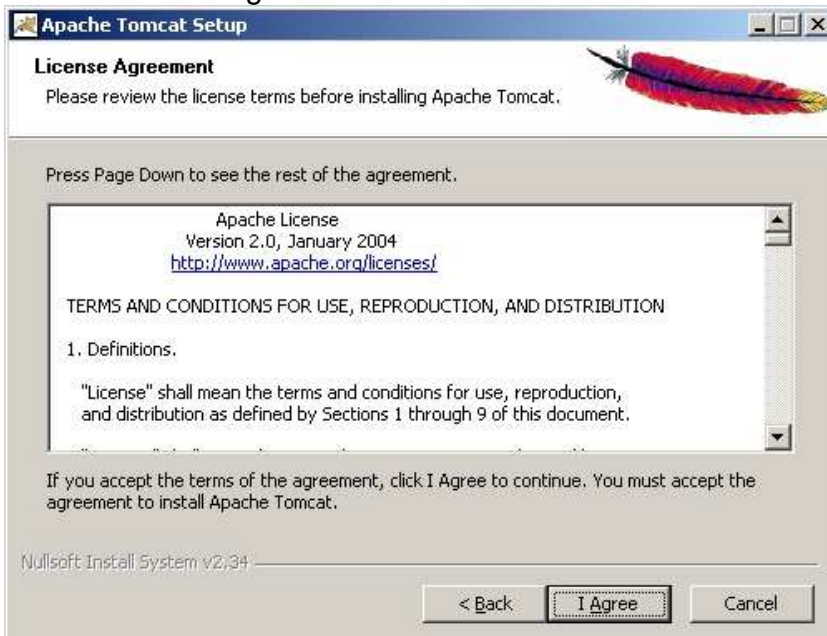 Apache Tomcat Setup
License Agreement
Please review the license terms before installing Apache Tomcat.
Press Page Down to see the rest of the agreement.
Apache License
Version 2.0, January 2004
http://www.apache.org/licenses/
TERMS AND CONDITIONS FOR USE, REPRODUCTION, AND DISTRIBUTION
1. Definitions.
"License" shall mean the terms and conditions for use, reproduction,
and distribution as defined by Sections 1 through 9 of this document.
If you accept the terms of the agreement, click I Agree to continue. You must accept the
agreement to install Apache Tomcat.
Nullsoft Install System v2.34
< Back I Agree Cancel